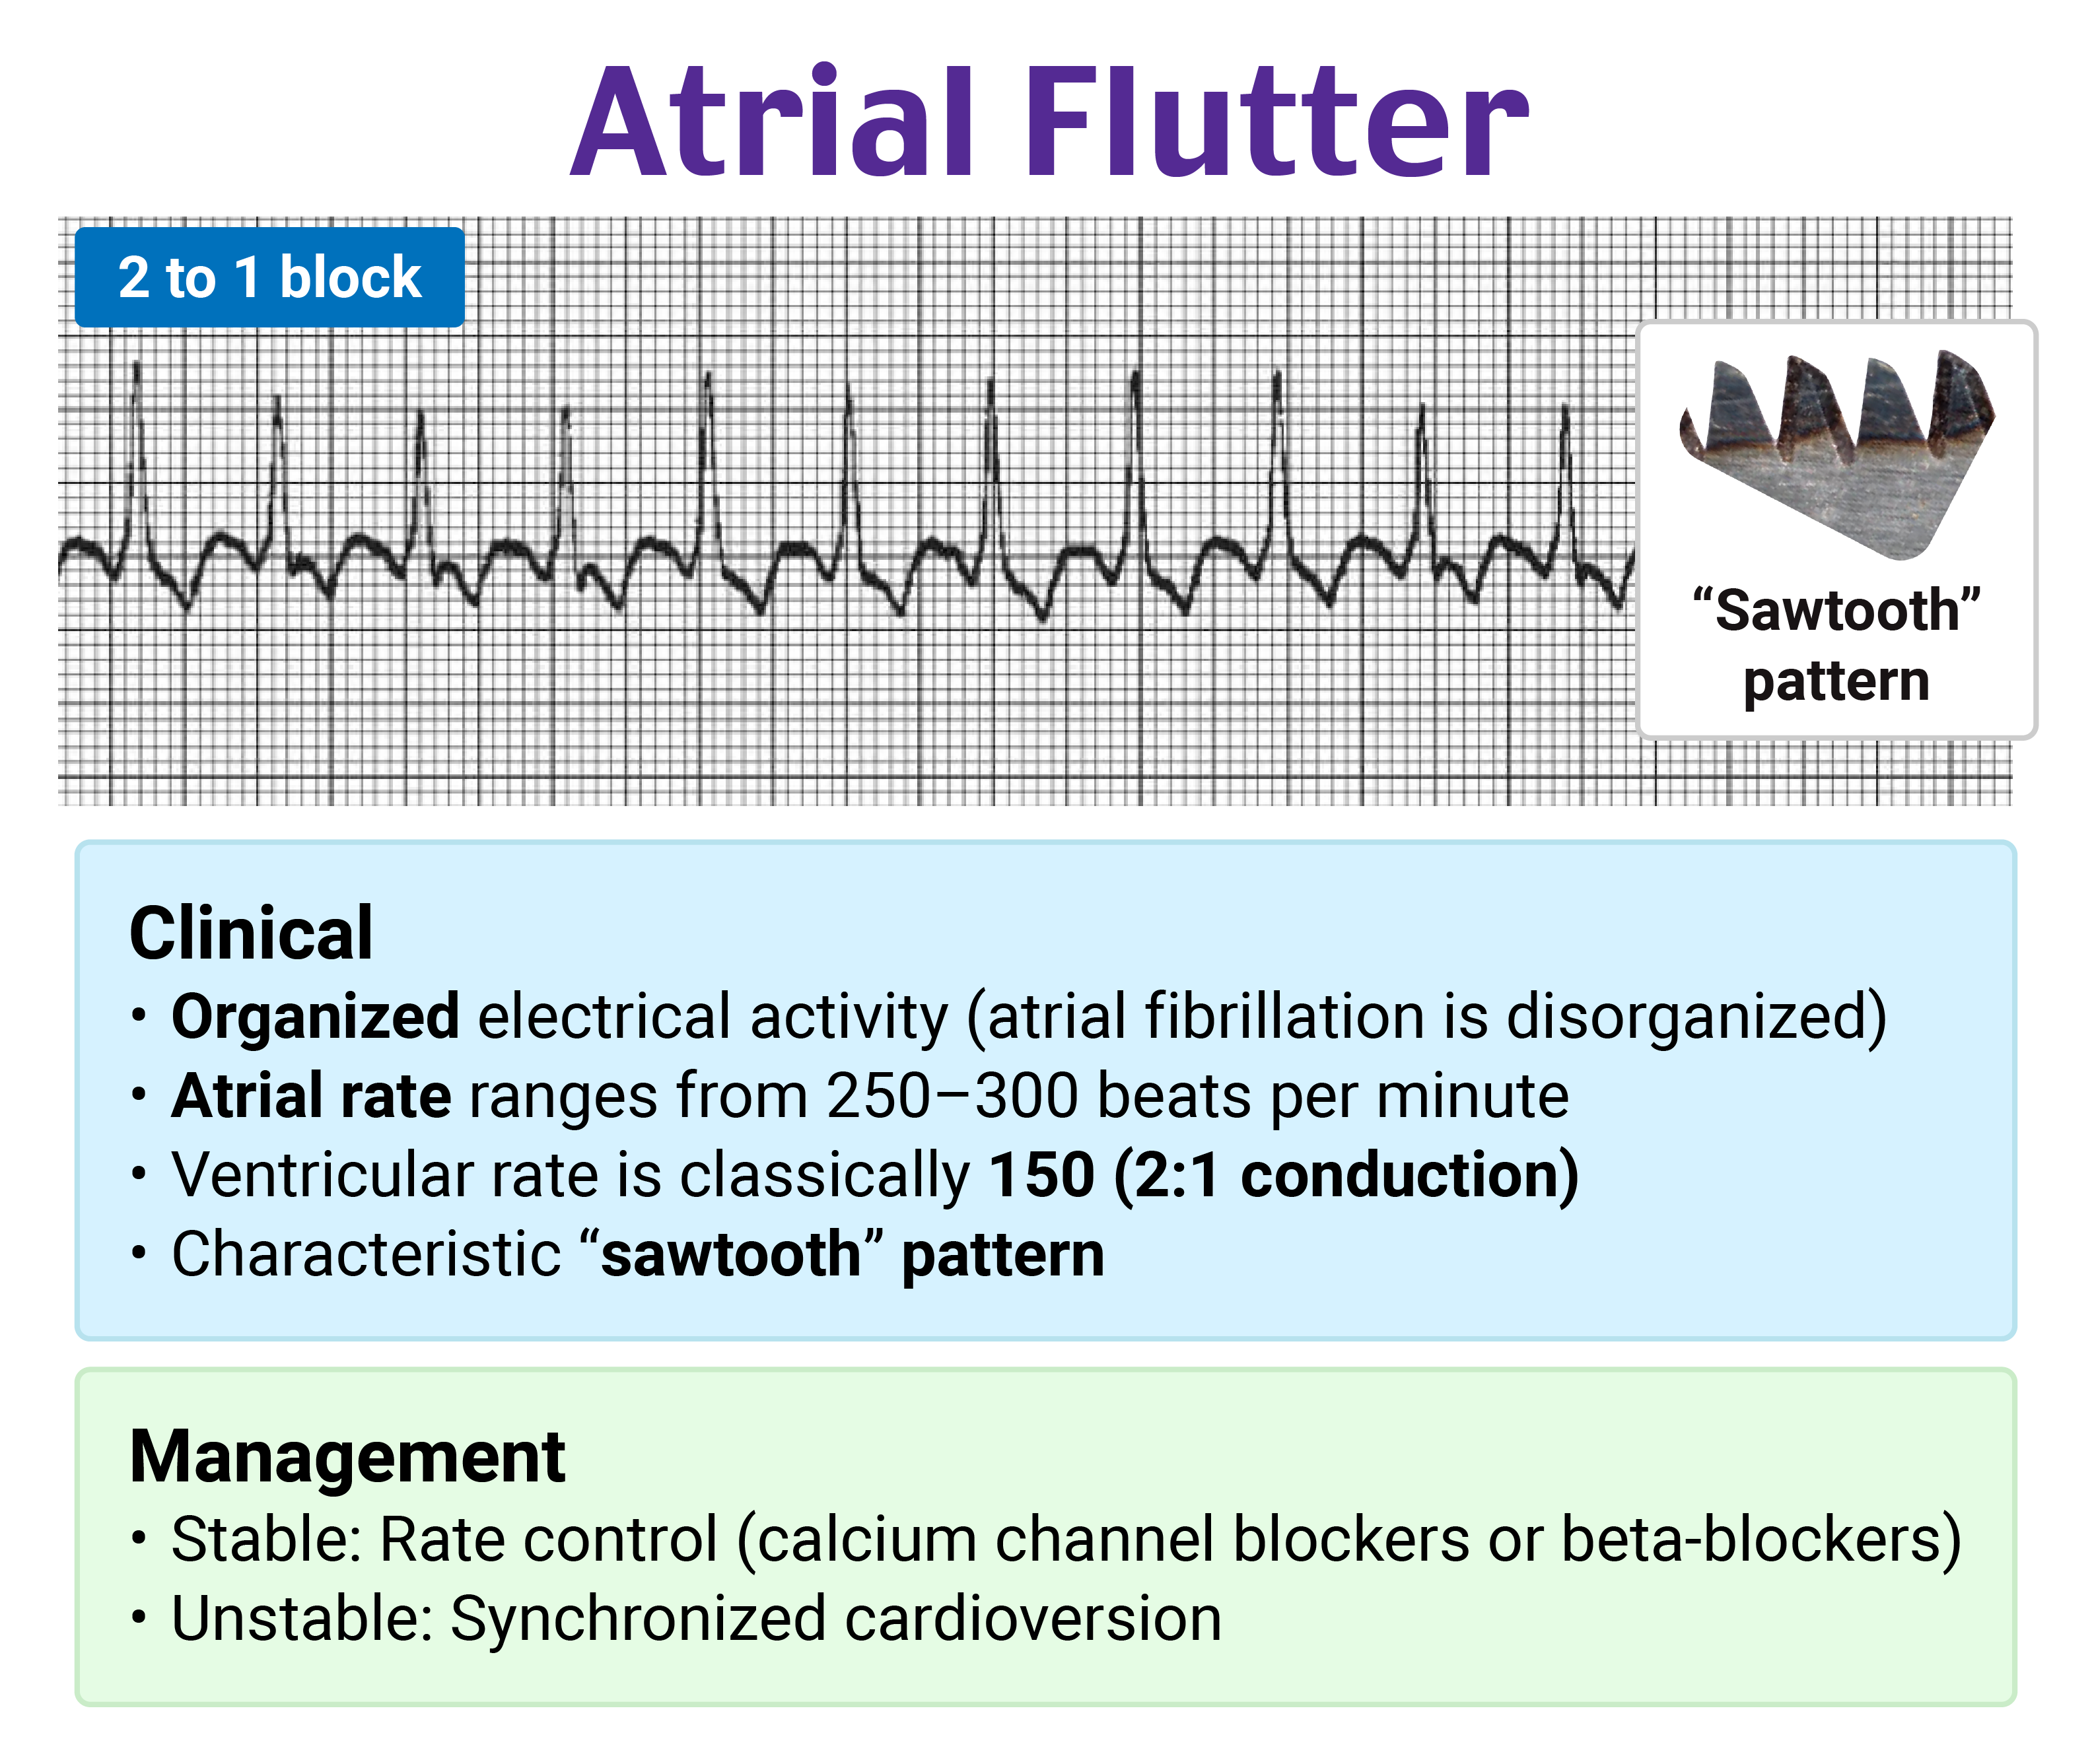 Atrial Flutter
2 to 1 block
“Sawtooth”
pattern
Clinical
• Organized electrical activity (atrial fibrillation is disorganized)
• Atrial rate ranges from 250–300 beats per minute
• Ventricular rate is classically 150 (2:1 conduction)
• Characteristic “sawtooth” pattern
Management
• Stable: Rate control (calcium channel blockers or beta-blockers)
• Unstable: Synchronized cardioversion